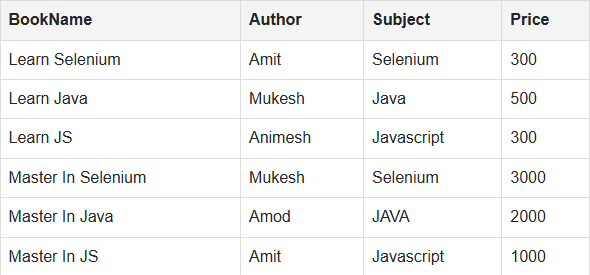 BookName Author Subject Price
Learn Selenium Amit Selenium 300
Learn Java Mukesh Java 500
Learn JS Animesh Javascript 300
Master In Selenium Mukesh Selenium 3000
Master In Java Amod JAVA 2000
Master In JS Amit Javascript 1000